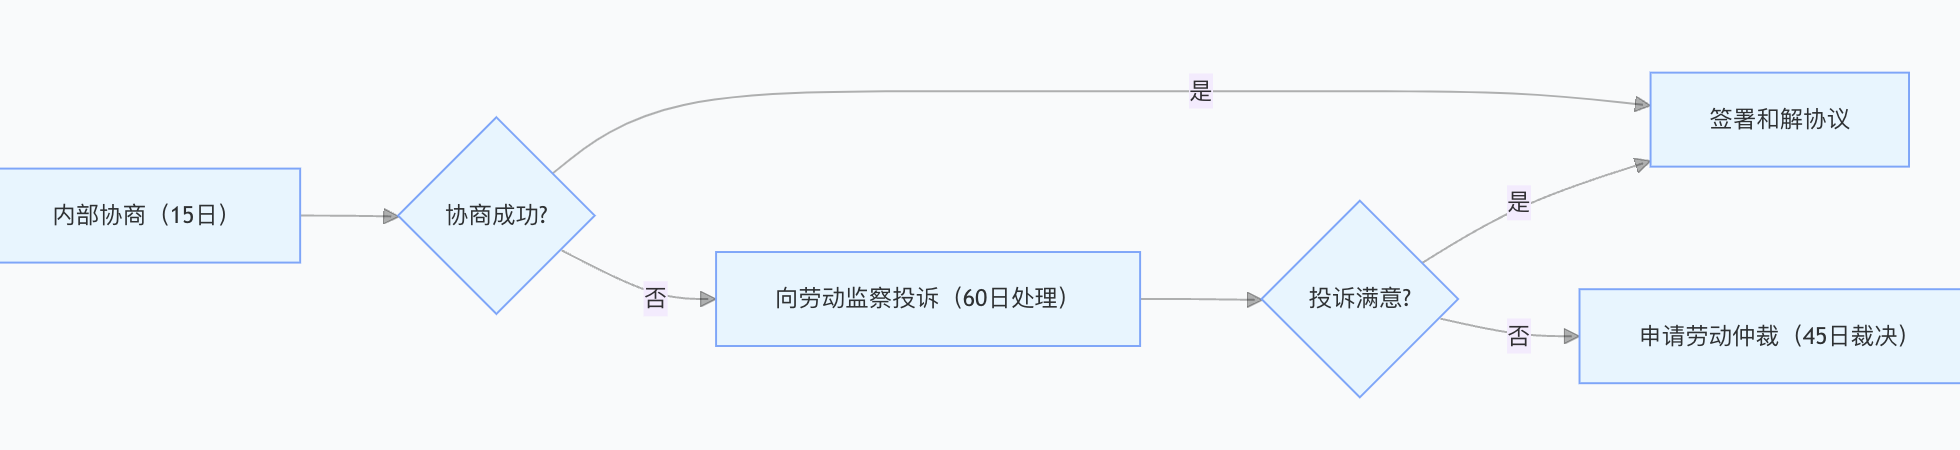 内部协商（15日）
协商成功?
是
否
向劳动监察投诉（60日处理）
投诉满意?
是
否
签署和解协议
申请劳动仲裁（45日裁决）